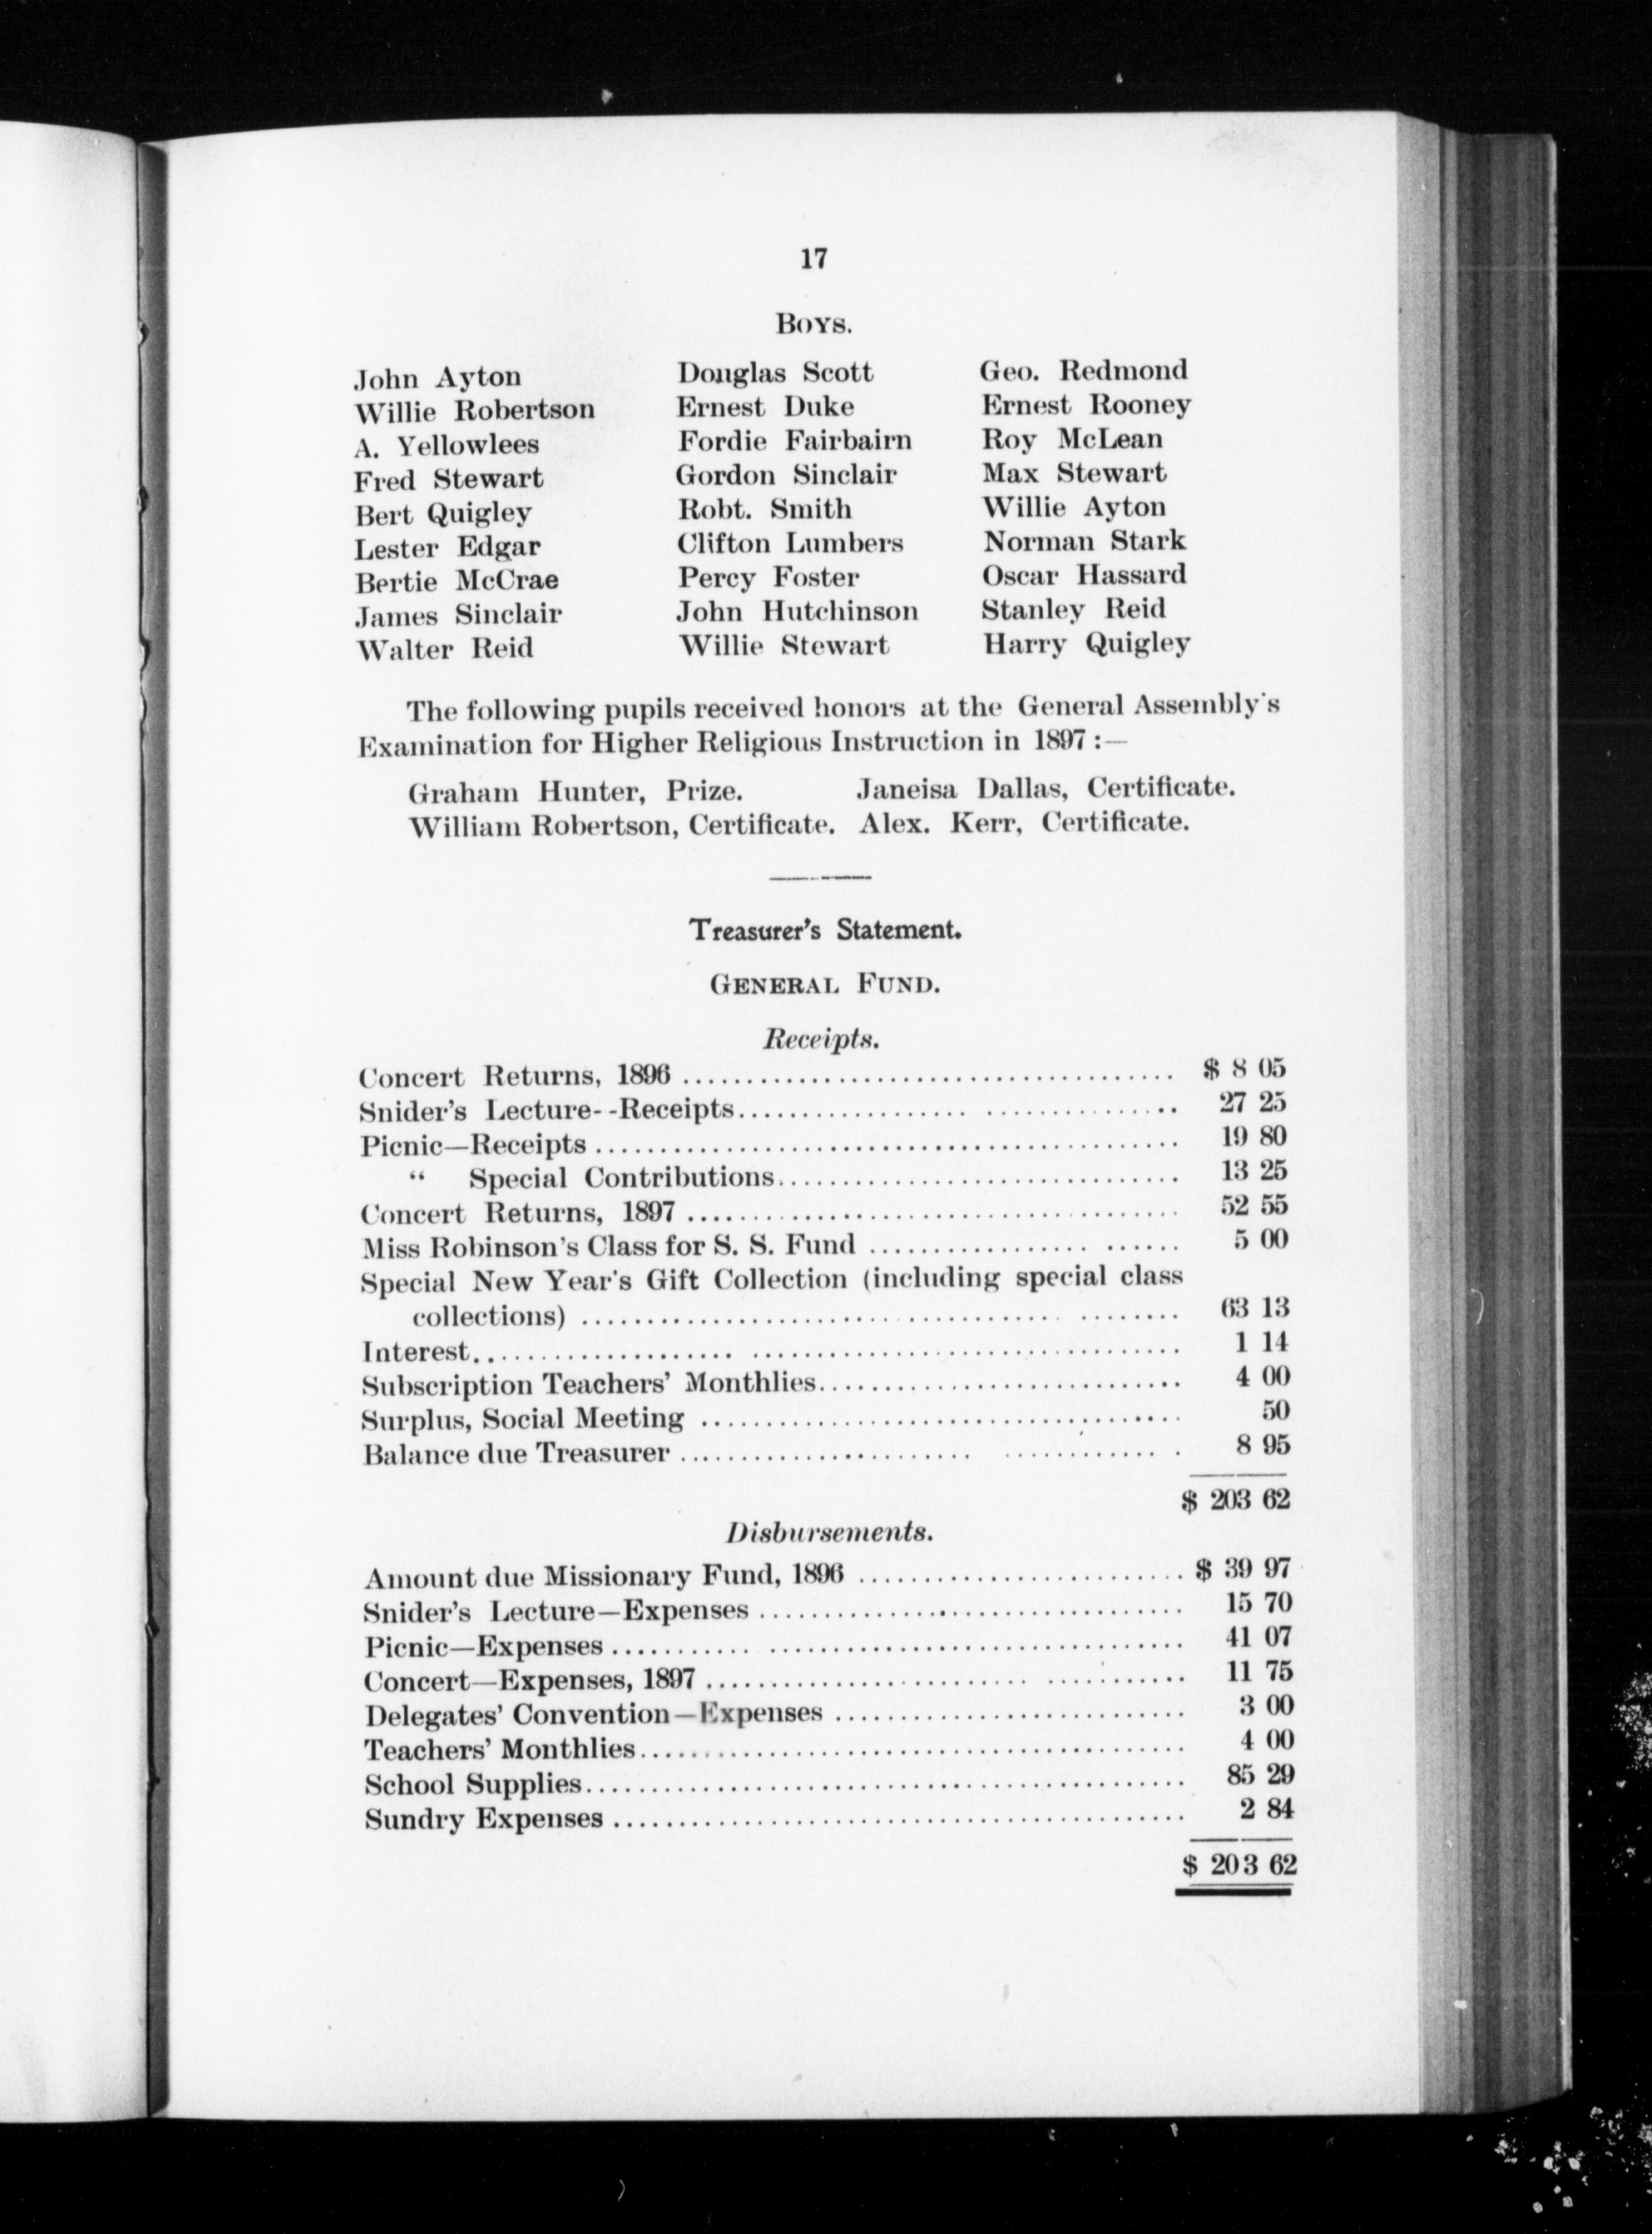 17
BOYS.
John Ayton Douglas Scott Geo. Redmond
Willie Robertson Ernest Duke Ernest Rooney
A. Yellowlees Fordie Fairbairn Roy McLean
Fred Stewart Gordon Sinclair Max Stewart
Bert Quigley Robt. Smith Willie Ayton
Lester Edgar Clifton Lumbers Norman Stark
Bertie McCrae Percy Foster Oscar Hassard
James Sinclair John Hutchinson Stanley Reid
Walter Reid Willie Stewart Harry Quigley
The following pupils received honors at the General Assembly's
Examination for Higher Religious Instruction in 1897 :—
Graham Hunter, Prize. Janeisa Dallas, Certificate.
William Robertson, Certificate. Alex. Kerr, Certificate.
Treasurer's Statement.
GENERAL FUND.
Receipts.
Concert Returns, 1896 ........ $ 8 05
Snider's Lecture--Receipts........ 27 25
Picnic—Receipts ........ 19 80
“ Special Contributions........ 13 25
Concert Returns, 1897 ........ 52 55
Miss Robinson's Class for S. S. Fund ........ 5 00
Special New Year's Gift Collection (including special class
collections) ........ 63 13
Interest........ 1 14
Subscription Teachers' Monthlies........ 4 00
Surplus, Social Meeting ........ 50
Balance due Treasurer ........ 8 95
$ 203 62
Disbursements.
Amount due Missionary Fund, 1896 ........ $ 39 97
Snider's Lecture—Expenses ........ 15 70
Picnic—Expenses ........ 41 07
Concert—Expenses, 1897 ........ 11 75
Delegates' Convention—Expenses ........ 3 00
Teachers' Monthlies........ 4 00
School Supplies........ 85 29
Sundry Expenses ........ 2 84
$ 203 62